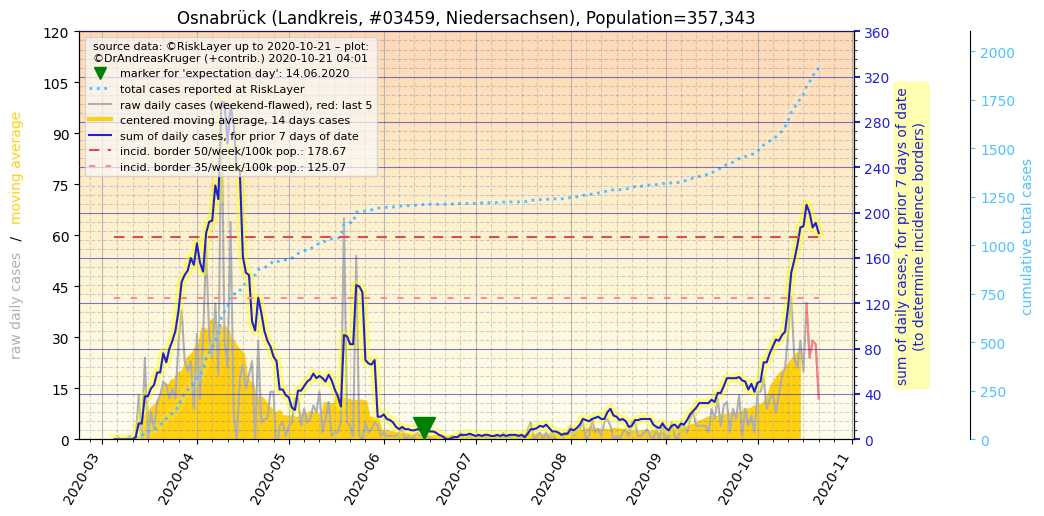 Osnabrück (Landkreis, #03459, Niedersachsen), Population=357,343
source data: ©RiskLayer up to 2020-10-21 – plot:
©DrAndreasKruger (+contrib.) 2020-10-21 04:01
marker for 'expectation day': 14.06.2020
total cases reported at RiskLayer
raw daily cases (weekend-flawed), red: last 5
centered moving average, 14 days cases
sum of daily cases, for prior 7 days of date
incid. border 50/week/100k pop.: 178.67
incid. border 35/week/100k pop.: 125.07
raw daily cases / moving average
120
105
90
75
60
45
30
15
0
360
320
280
240
200
160
120
80
40
0
sum of daily cases, for prior 7 days of date
(to determine incidence borders)
2000
1750
1500
1250
1000
750
500
250
0
cumulative total cases
2020-03
2020-04
2020-05
2020-06
2020-07
2020-08
2020-09
2020-10
2020-11